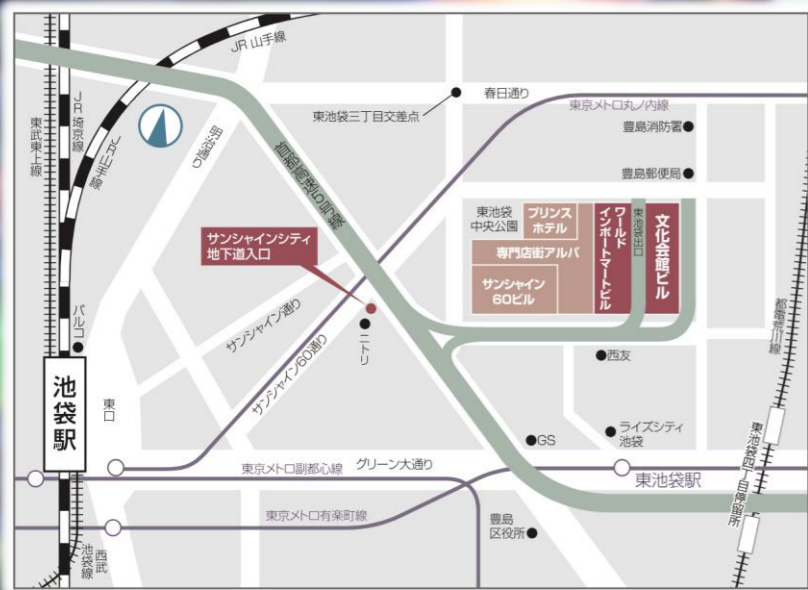 JR 山手線
春日通り
東京メトロ丸ノ内線
東池袋三丁目交差点
豊島消防署
JR埼京線
JR山手線
東武東上線
明治通り
首都高速5号線
豊島郵便局
東池袋
中央公園
プリンス
ホテル
専門店街アルパ
サンシャイン
60ビル
ワールド
インポートマートビル
東池袋出口
文化会館ビル
サンシャインシティ
地下道入口
都電荒川線
パルコ
サンシャイン通り
サンシャイン60通り
ニトリ
西友
池袋駅
東口
GS
ライズシティ
池袋
東京メトロ副都心線
グリーン大通り
東池袋駅
東池袋四丁目停留所
東京メトロ有楽町線
豊島
区役所
西武
池袋線